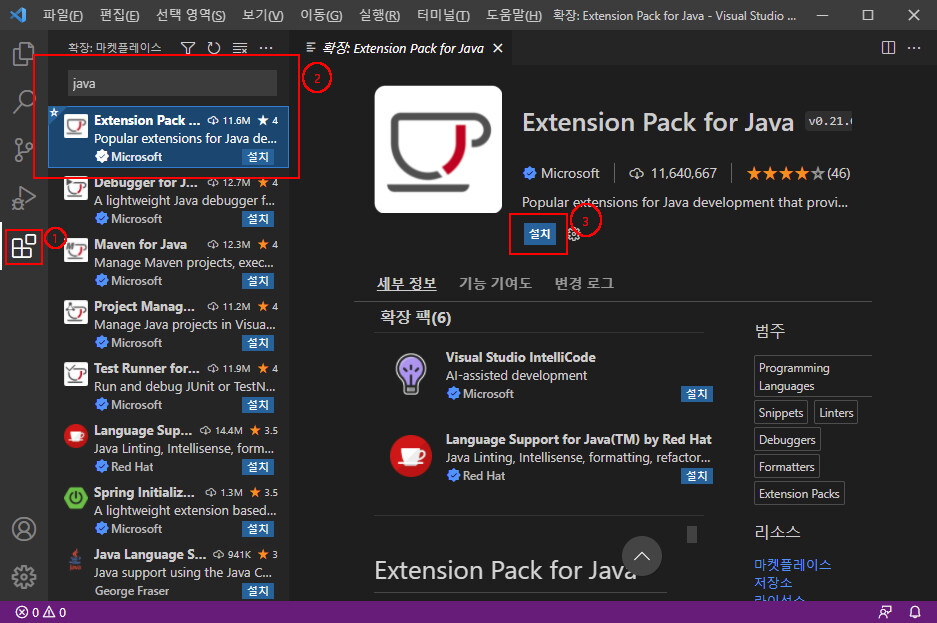 파일(F) 편집(E) 선택 영역(S) 보기(V) 이동(G) 실행(R) 터미널(T) 도움말(H) 확장: Extension Pack for Java - Visual Studio ...
확장: 마켓플레이스
확장: Extension Pack for Java
java
2
Extension Pack ... 11.6M ★ 4
Popular extensions for Java de...
Microsoft 설치
Debugger for J... 12.7M ★ 4
A lightweight Java debugger f...
Microsoft 설치
1
Maven for Java 12.3M ★ 4
Manage Maven projects, exec...
Microsoft 설치
Project Manag... 11.2M ★ 4
Manage Java projects in Visua...
Microsoft 설치
Test Runner for... 11.9M ★ 4
Run and debug JUnit or TestN...
Microsoft 설치
Language Sup... 14.4M ★ 3.5
Java Linting, Intellisense, form...
Red Hat 설치
Spring Initializ... 1.3M ★ 3.5
A lightweight extension based...
Microsoft 설치
Java Language S... 941K ★ 3
Java support using the Java C...
George Fraser 설치
Extension Pack for Java v0.21.
Microsoft 11,640,667 ★★★★☆(46)
Popular extensions for Java development that provi...
설치
3
세부 정보 기능 기여도 변경 로그
확장 팩(6)
Visual Studio IntelliCode
AI-assisted development
Microsoft 설치
Language Support for Java(TM) by Red Hat
Java Linting, Intellisense, formatting, refactor...
Red Hat 설치
Extension Pack for Java
범주
Programming
Languages
Snippets Linters
Debuggers
Formatters
Extension Packs
리소스
마켓플레이스
저장소
라이선스
0 0